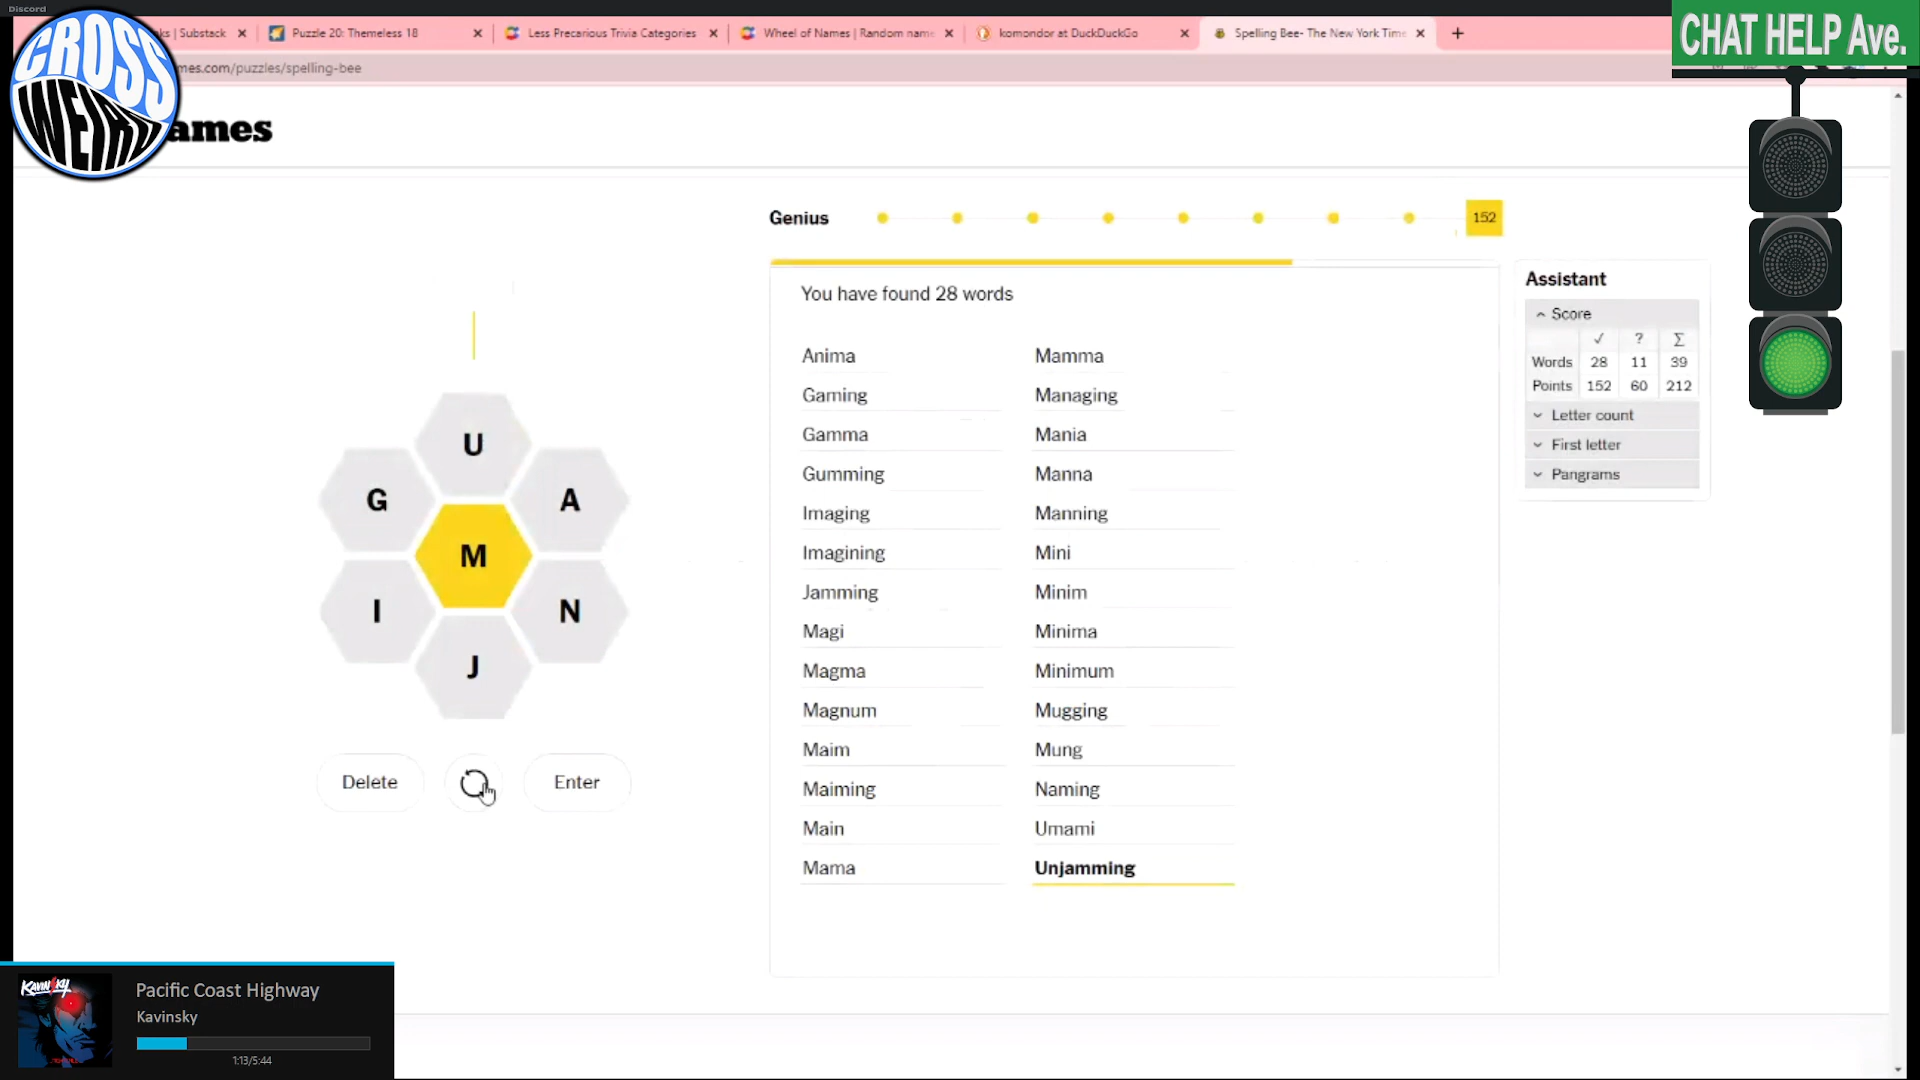 Discord
CROSS
WEIRD
ks | Substack
Puzzle 20: Themeless 18
Less Precarious Trivia Categories
Wheel of Names | Random name
komondor at DuckDuckGo
Spelling Bee- The New York Time
CHAT HELP Ave.
mes.com/puzzles/spelling-bee
ames
Genius
152
You have found 28 words
Anima
Gaming
Gamma
Gumming
Imaging
Imagining
Jamming
Magi
Magma
Magnum
Maim
Maiming
Main
Mama
Mamma
Managing
Mania
Manna
Manning
Mini
Minim
Minima
Minimum
Mugging
Mung
Naming
Umami
Unjamming
Assistant
Score
✓ ? Σ
Words 28 11 39
Points 152 60 212
Letter count
First letter
Pangrams
U
G
A
M
I
N
J
Delete
Enter
KAVINSKY
Pacific Coast Highway
Kavinsky
1:13/5:44